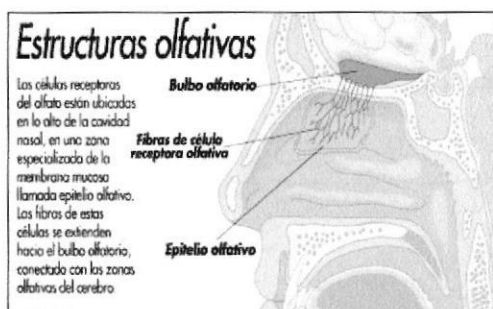 Estructuras olfativas
Las células receptoras
del olfato están ubicadas
en lo alto de la cavidad
nasal, en una zona
especializada de la
membrana mucosa
llamada epitelio olfativo.
Las fibras de estas
células se extienden
hacia el bulbo olfatorio,
conectado con las zonas
olfativas del cerebro
Bulbo olfatorio
Fibras de célula
receptora olfativa
Epitelio olfativo